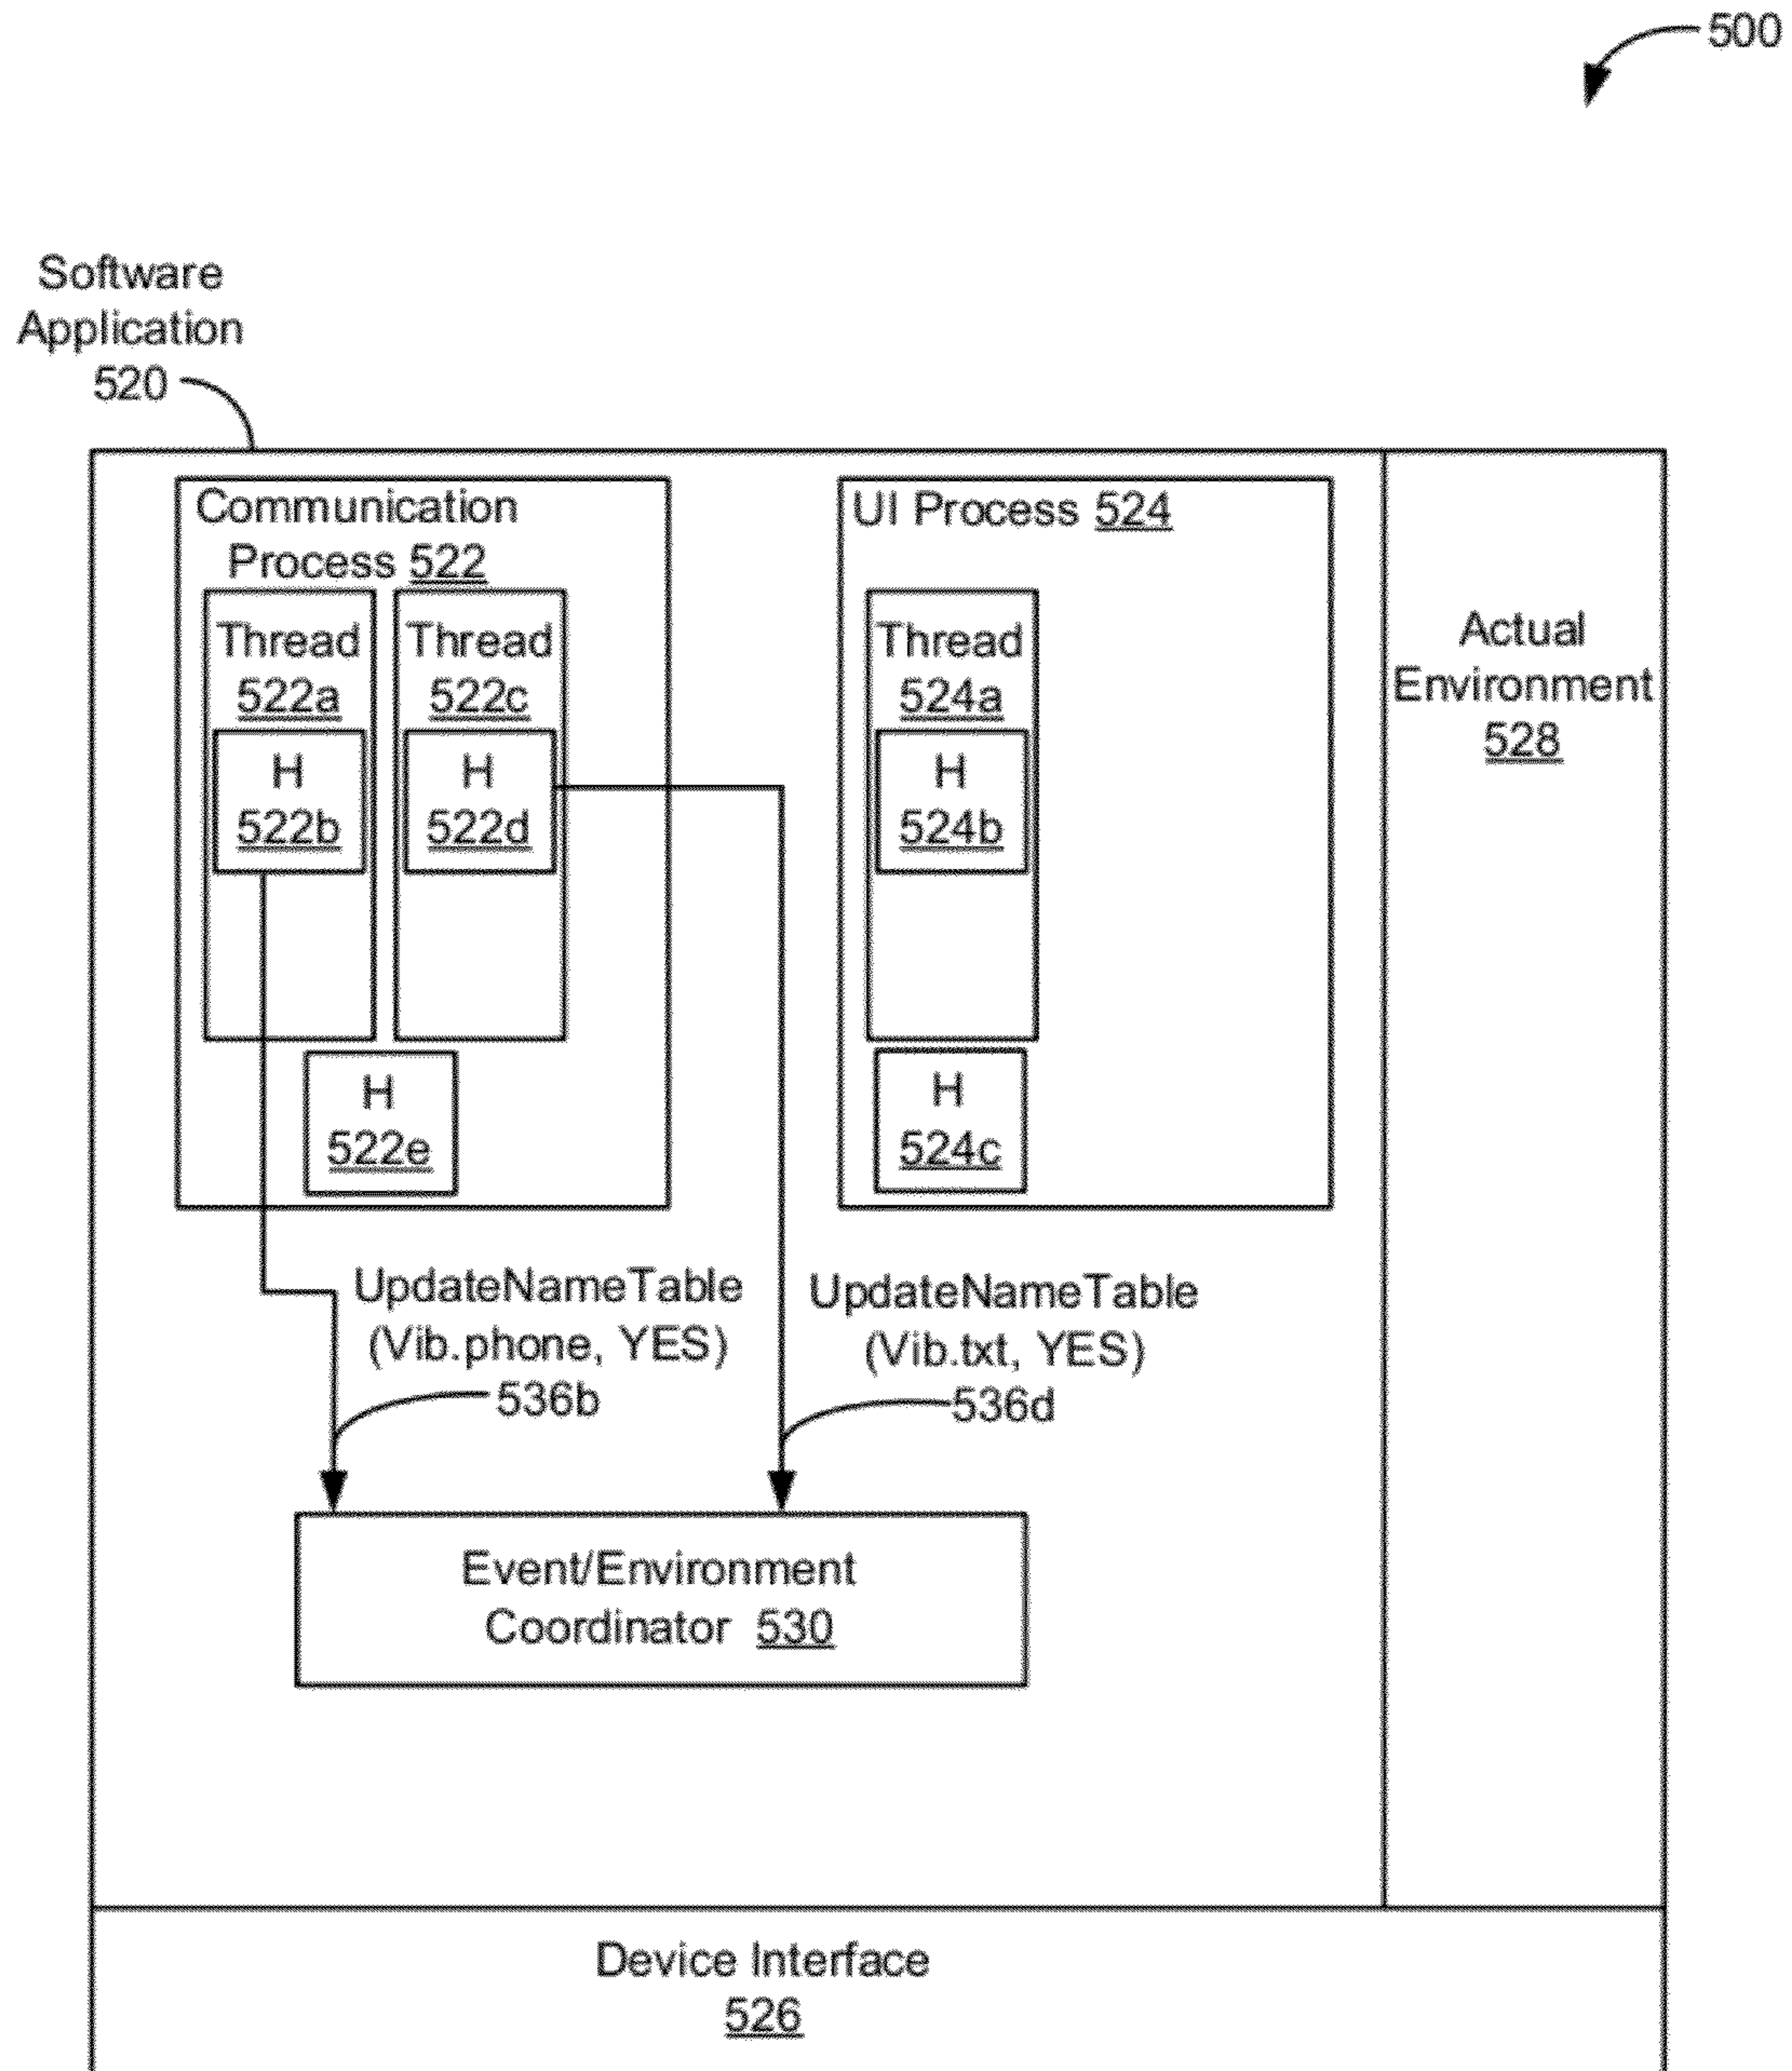 500
Software
Application
520
Communication
Process 522
Thread
522a
H
522b
Thread
522c
H
522d
H
522e
UI Process 524
Thread
524a
H
524b
H
524c
Actual
Environment
528
UpdateNameTable
(Vib.phone, YES)
536b
UpdateNameTable
(Vib.txt, YES)
536d
Event/Environment
Coordinator 530
Device Interface
526